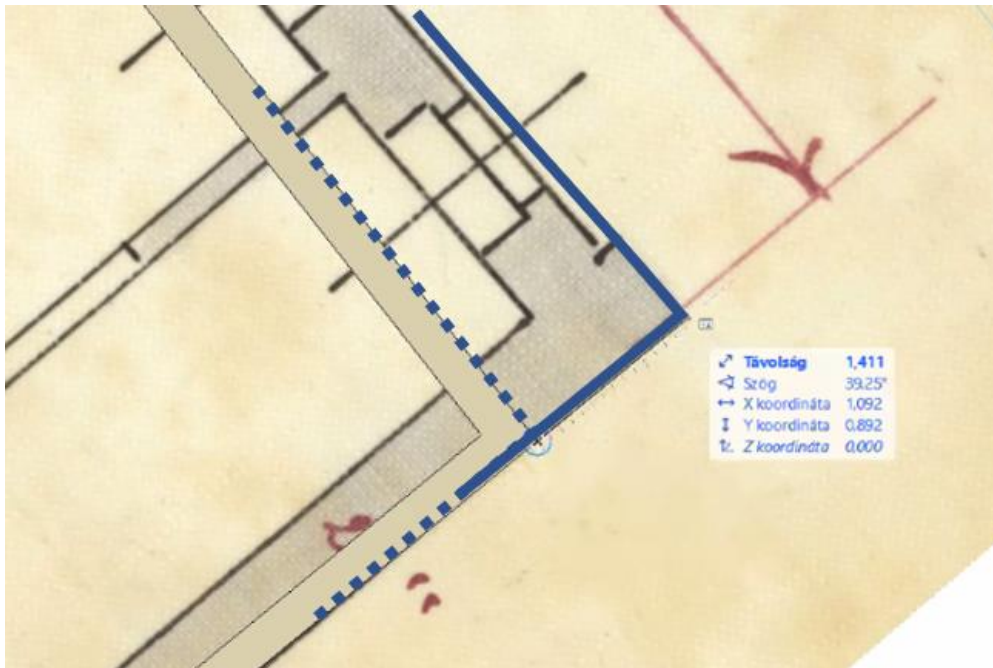 Távolság 1,411
Szög 39,25°
X koordináta 1,092
Y koordináta 0,892
Z koordináta 0,000